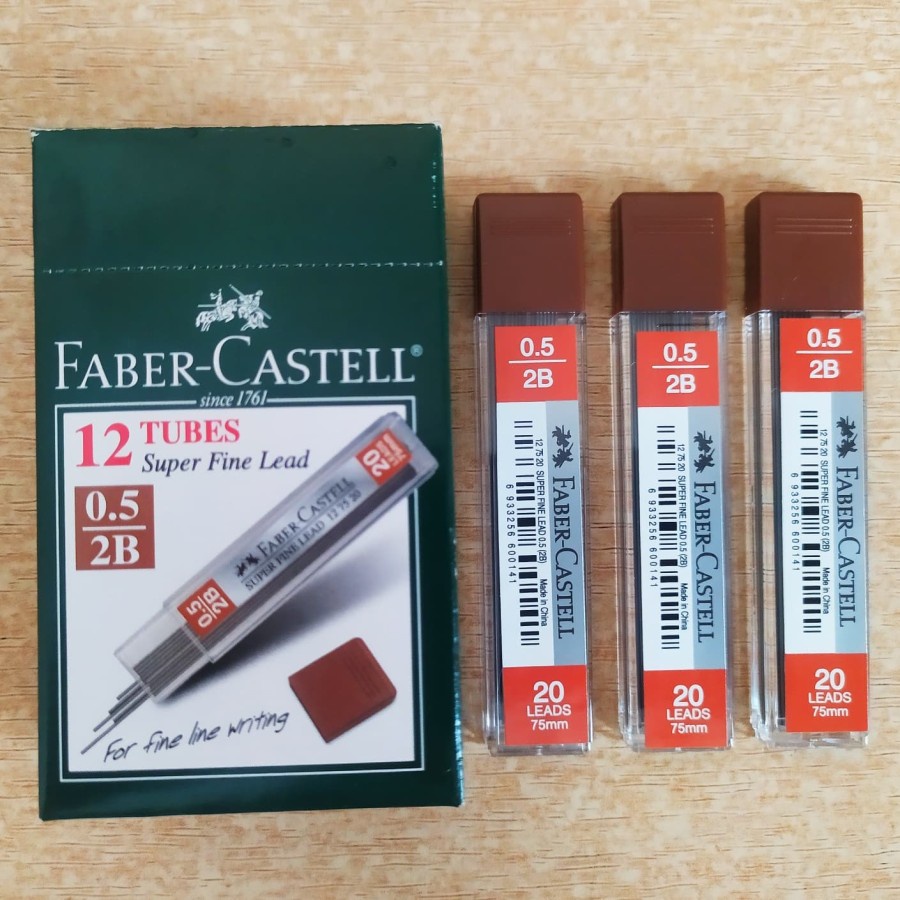 FABER-CASTELL®
since 1761
12 TUBES
Super Fine Lead
0.5
2B
20
FABER CASTELL
SUPER FINE LEAD 12 75 20
0.5
2B
For fine line writing
0.5
2B
FABER-CASTELL
12 75 20 SUPER FINE LEAD 0.5 (2B) Made in China
6 933256 600141
20
LEADS
75mm
0.5
2B
FABER-CASTELL
12 75 20 SUPER FINE LEAD 0.5 (2B) Made in China
6 933256 600141
20
LEADS
75mm
0.5
2B
FABER-CASTELL
12 75 20 SUPER FINE LEAD 0.5 (2B) Made in China
6 933256 600141
20
LEADS
75mm